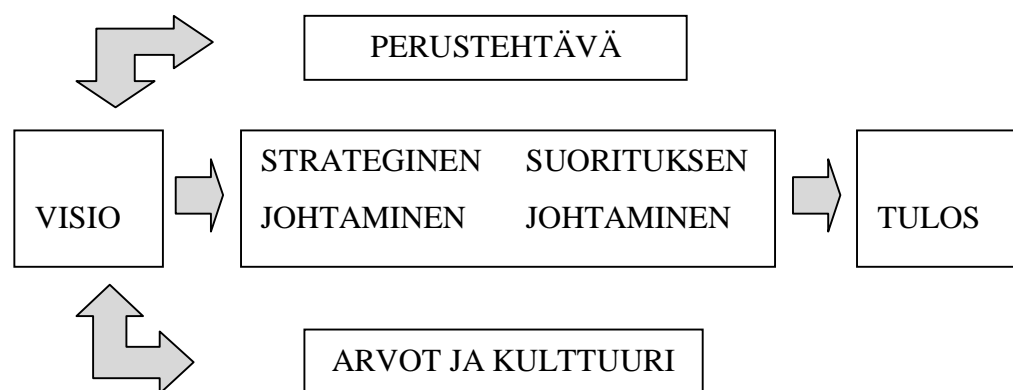 PERUSTEHTÄVÄ
STRATEGINEN SUORITUKSEN
VISIO JOHTAMINEN JOHTAMINEN TULOS
ARVOT JA KULTTUURI